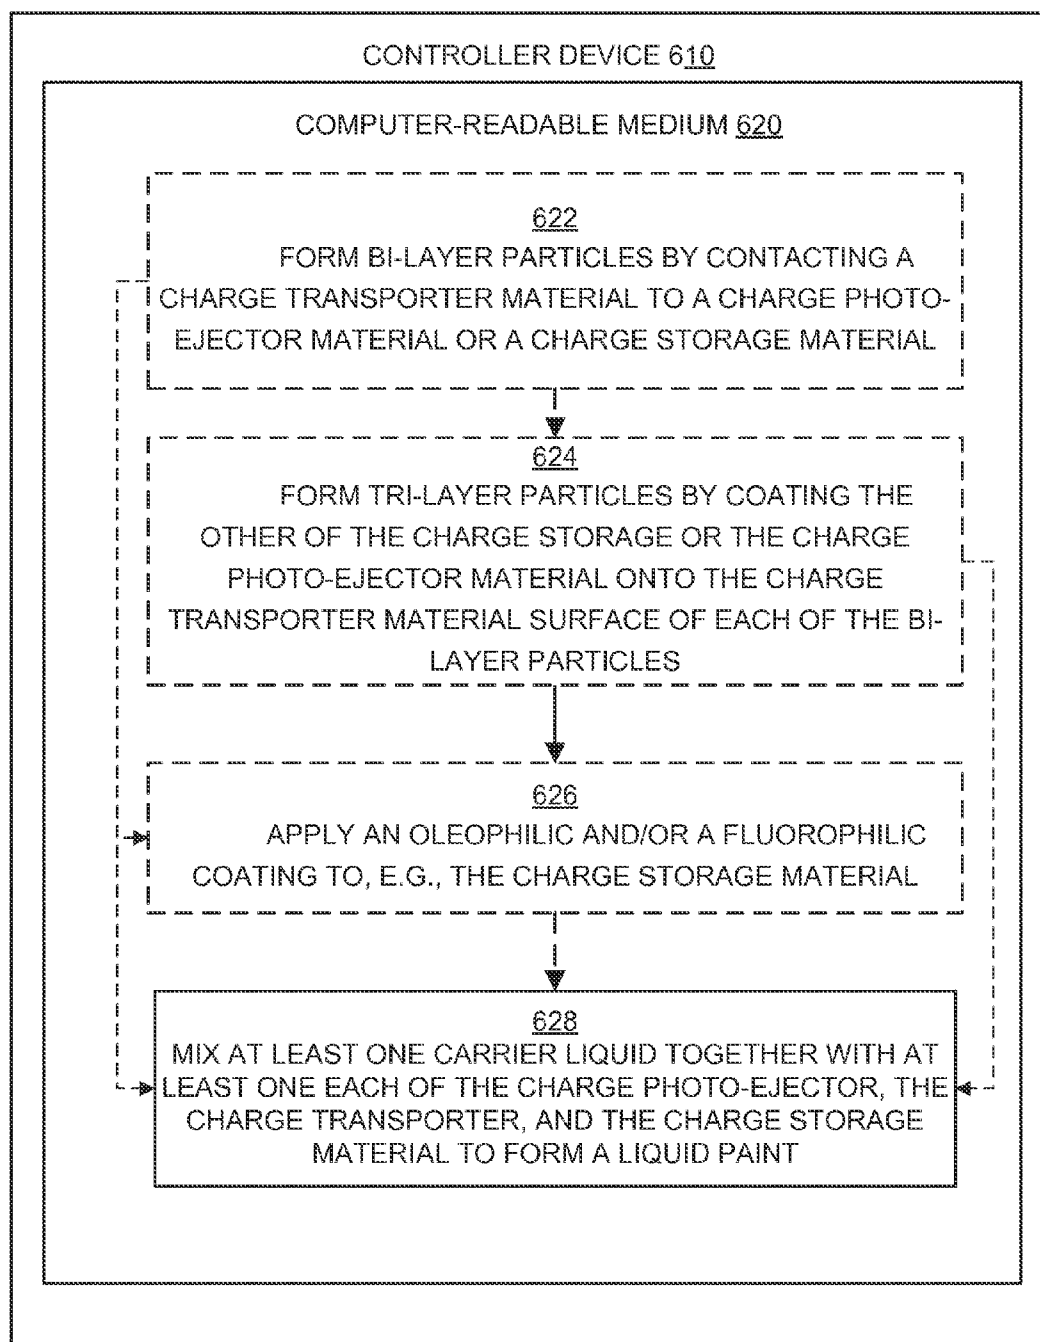 CONTROLLER DEVICE 610
COMPUTER-READABLE MEDIUM 620
622
FORM BI-LAYER PARTICLES BY CONTACTING A
CHARGE TRANSPORTER MATERIAL TO A CHARGE PHOTO-
EJECTOR MATERIAL OR A CHARGE STORAGE MATERIAL
624
FORM TRI-LAYER PARTICLES BY COATING THE
OTHER OF THE CHARGE STORAGE OR THE CHARGE
PHOTO-EJECTOR MATERIAL ONTO THE CHARGE
TRANSPORTER MATERIAL SURFACE OF EACH OF THE BI-
LAYER PARTICLES
626
APPLY AN OLEOPHILIC AND/OR A FLUOROPHILIC
COATING TO, E.G., THE CHARGE STORAGE MATERIAL
628
MIX AT LEAST ONE CARRIER LIQUID TOGETHER WITH AT
LEAST ONE EACH OF THE CHARGE PHOTO-EJECTOR, THE
CHARGE TRANSPORTER, AND THE CHARGE STORAGE
MATERIAL TO FORM A LIQUID PAINT